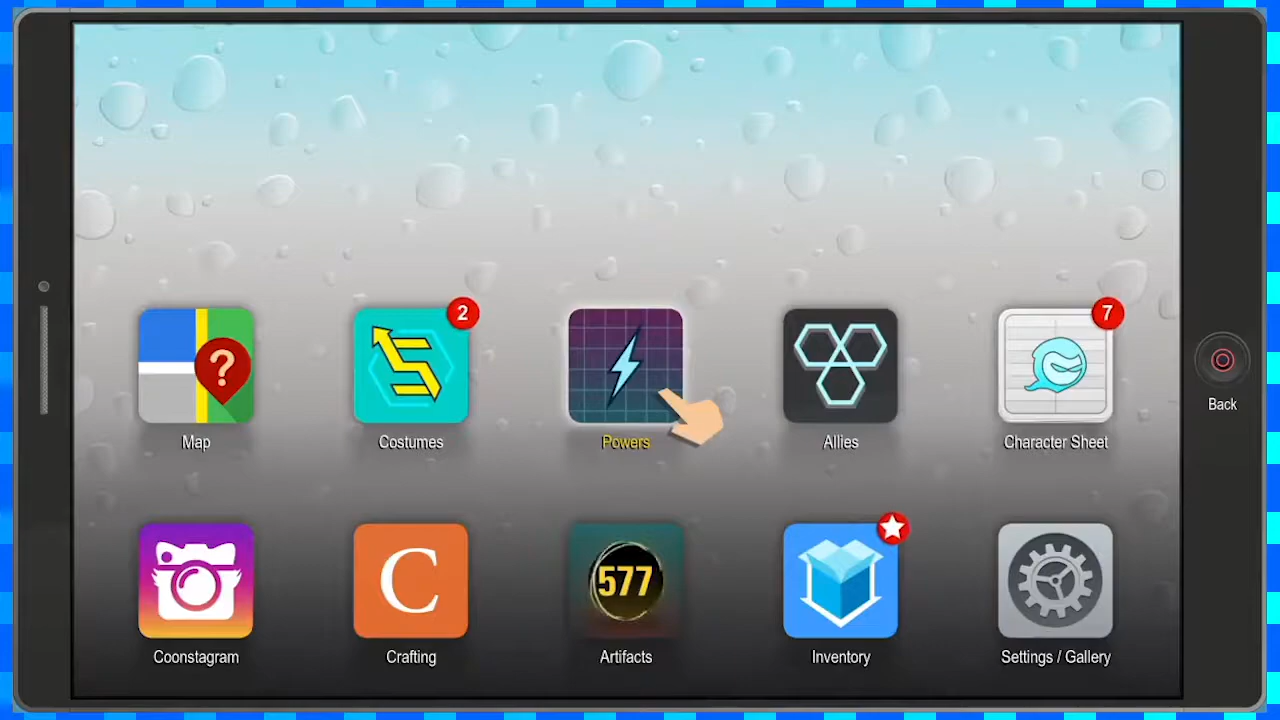 2
7
?
Map
Costumes
Powers
Allies
Character Sheet
Back
C
577
Coonstagram
Crafting
Artifacts
Inventory
Settings / Gallery